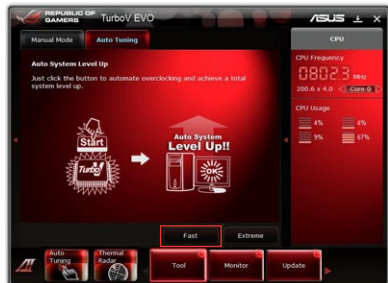 REPUBLIC OF
GAMERS
TurboV EVO
ASUS
Manual Mode
Auto Tuning
CPU
Auto System Level Up
Just click the button to automate overclocking and achieve a total
system level up.
CPU Frequency
0802.3 MHz
200.6 x 4.0
Core 0
CPU Usage
4%
4%
9%
67%
Start
Turbo
Auto System
Level Up!!
OK
Fast
Extreme
Auto
Tuning
Thermal
Radar
Tool
Monitor
Update